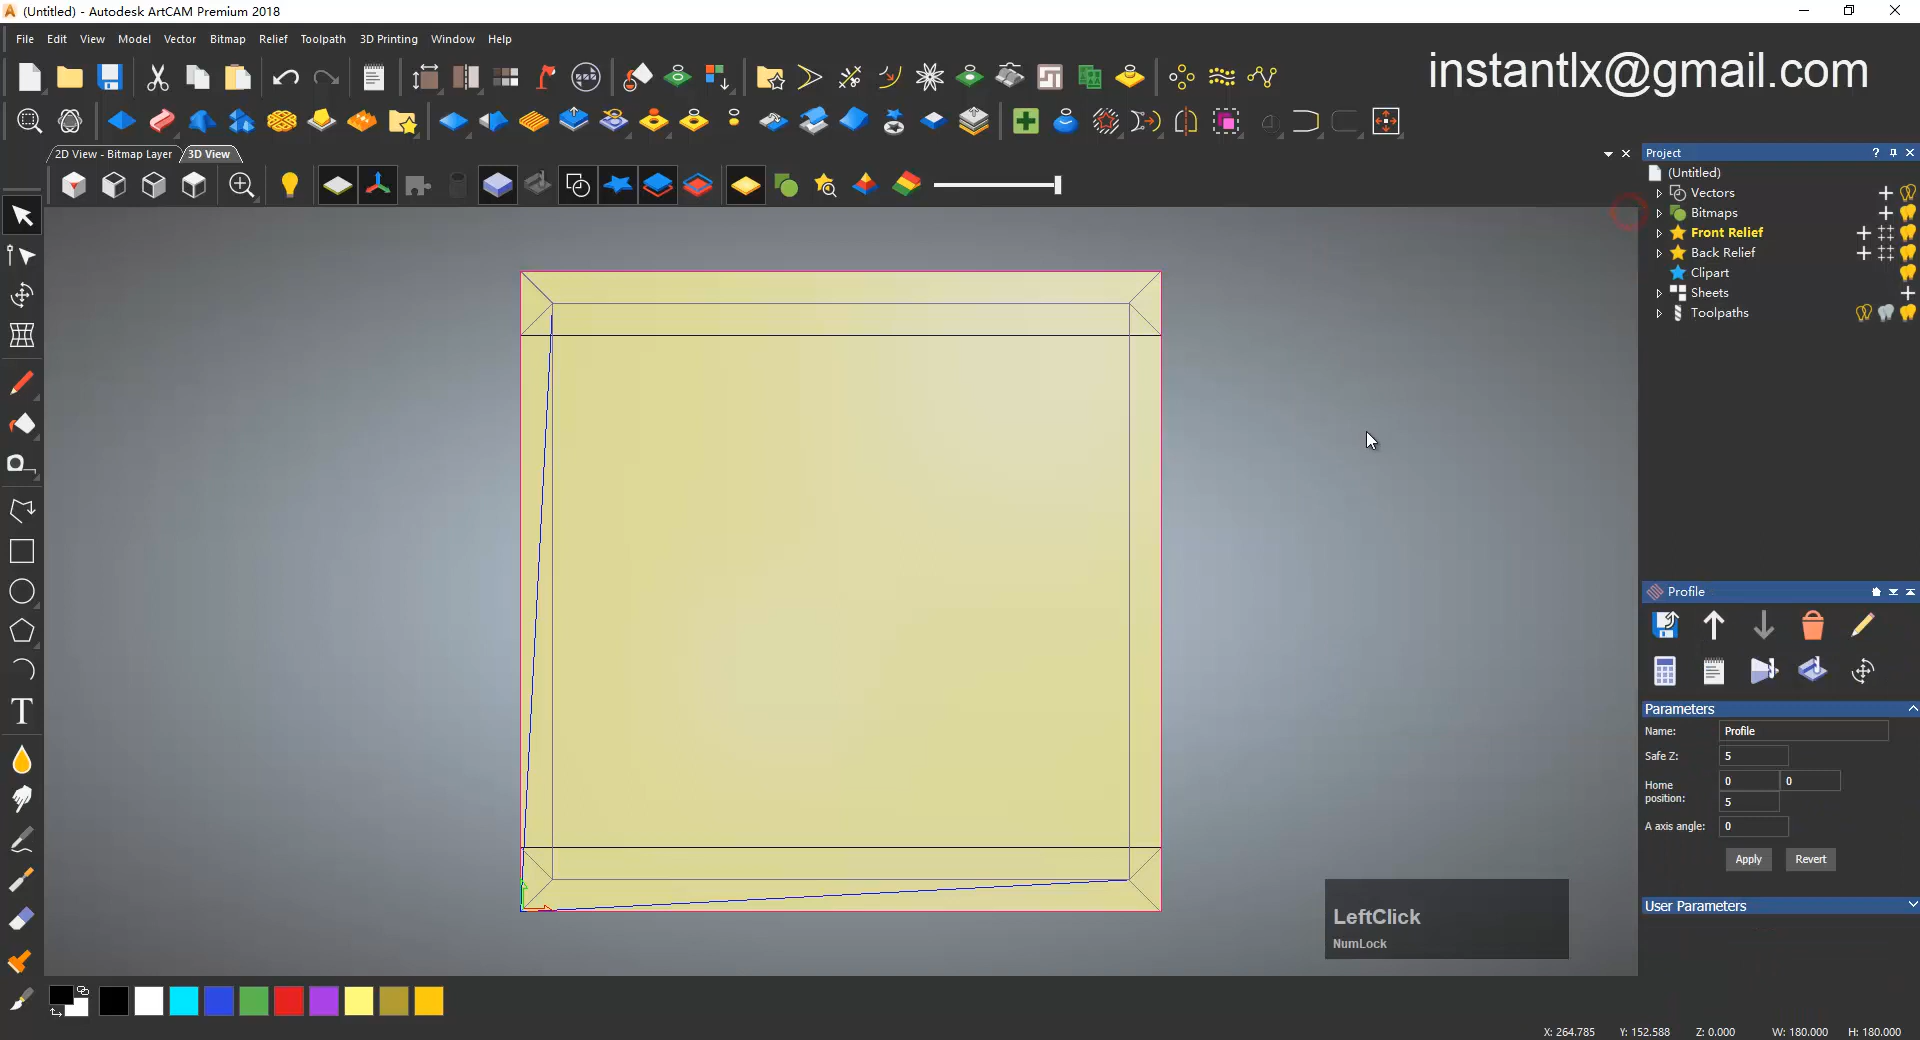 (Untitled) - Autodesk ArtCAM Premium 2018
File Edit View Model Vector Bitmap Relief Toolpath 3D Printing Window Help
instantlx@gmail.com
2D View - Bitmap Layer 3D View
Project
(Untitled)
Vectors
Bitmaps
Front Relief
Back Relief
Clipart
Sheets
Toolpaths
Profile
Parameters
Name: Profile
Safe Z: 5
Home position: 0 0
5
A axis angle: 0
Apply Revert
User Parameters
LeftClick
NumLock
X: 264.785 Y: 152.588 Z: 0.000 W: 180.000 H: 180.000